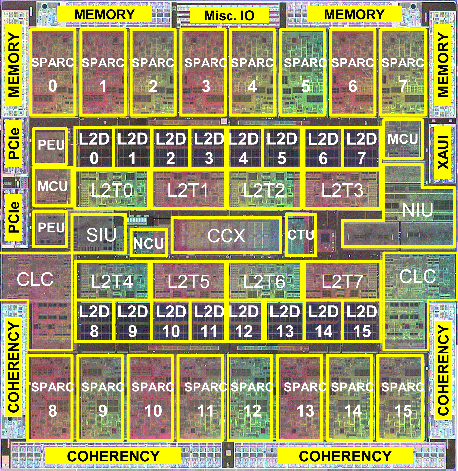 MEMORY
Misc. IO
MEMORY
MEMORY
SPARC
0
SPARC
1
SPARC
2
SPARC
3
SPARC
4
SPARC
5
SPARC
6
SPARC
7
MEMORY
PCIe
PEU
L2D
0
L2D
1
L2D
2
L2D
3
L2D
4
L2D
5
L2D
6
L2D
7
MCU
XAUI
MCU
L2T0
L2T1
L2T2
L2T3
PCIe
NIU
PEU
SIU
NCU
CCX
CTU
CLC
L2T4
L2T5
L2T6
L2T7
CLC
L2D
8
L2D
9
L2D
10
L2D
11
L2D
12
L2D
13
L2D
14
L2D
15
COHERENCY
SPARC
8
SPARC
9
SPARC
10
SPARC
11
SPARC
12
SPARC
13
SPARC
14
SPARC
15
COHERENCY
COHERENCY
COHERENCY